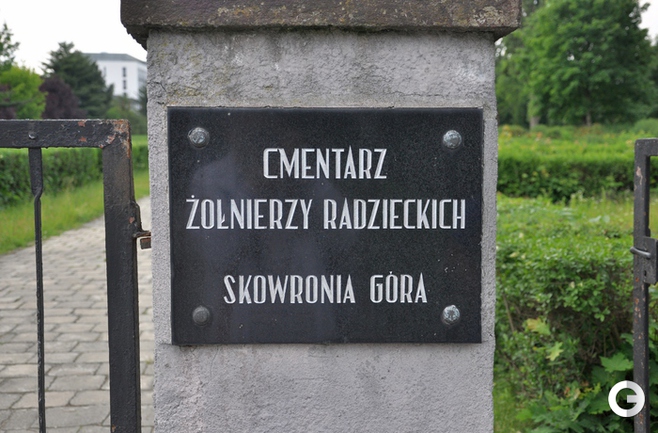 CMENTARZ
ŻOŁNIERZY RADZIECKICH
SKOWRONIA GÓRA